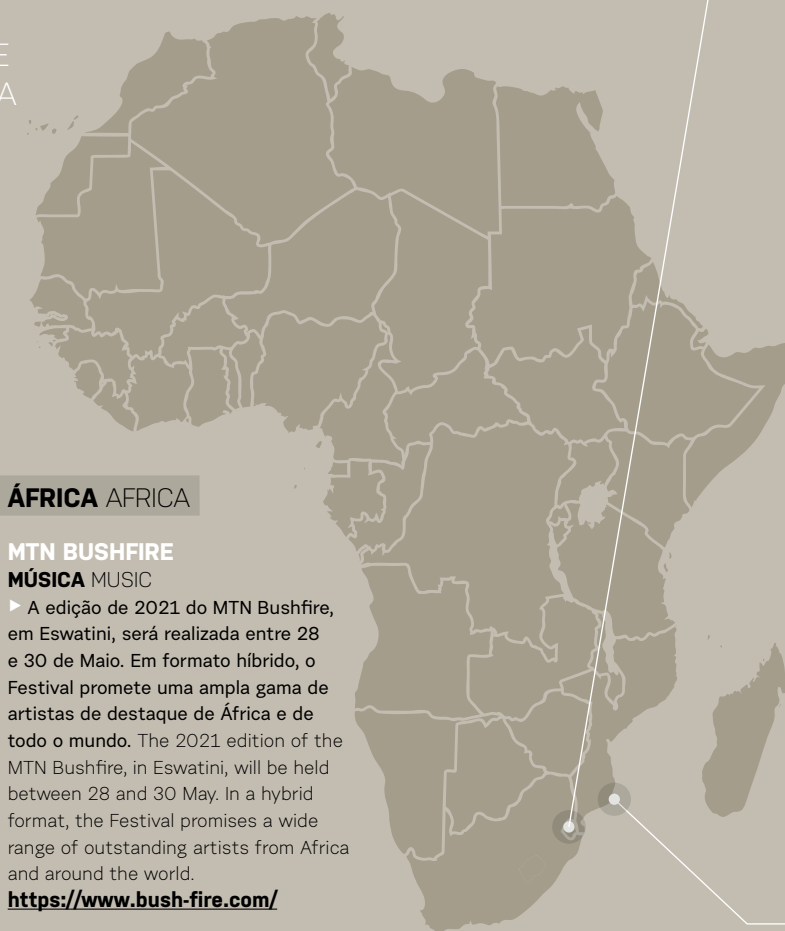 E
A
ÁFRICA AFRICA
MTN BUSHFIRE
MÚSICA MUSIC
▶ A edição de 2021 do MTN Bushfire,
em Eswatini, será realizada entre 28
e 30 de Maio. Em formato híbrido, o
Festival promete uma ampla gama de
artistas de destaque de África e de
todo o mundo. The 2021 edition of the
MTN Bushfire, in Eswatini, will be held
between 28 and 30 May. In a hybrid
format, the Festival promises a wide
range of outstanding artists from Africa
and around the world.
https://www.bush-fire.com/